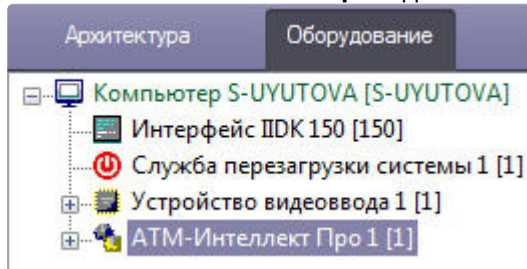 Архитектура Оборудование
Компьютер S-UYUTOVA [S-UYUTOVA]
Интерфейс IIDK 150 [150]
Служба перезагрузки системы 1 [1]
Устройство видеоввода 1 [1]
АТМ-Интеллект Про 1 [1]